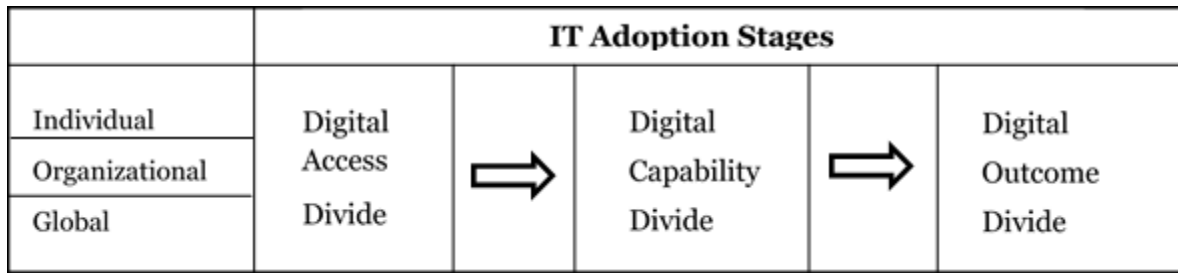 IT Adoption Stages
Individual
Organizational
Global
Digital
Access
Divide
Digital
Capability
Divide
Digital
Outcome
Divide